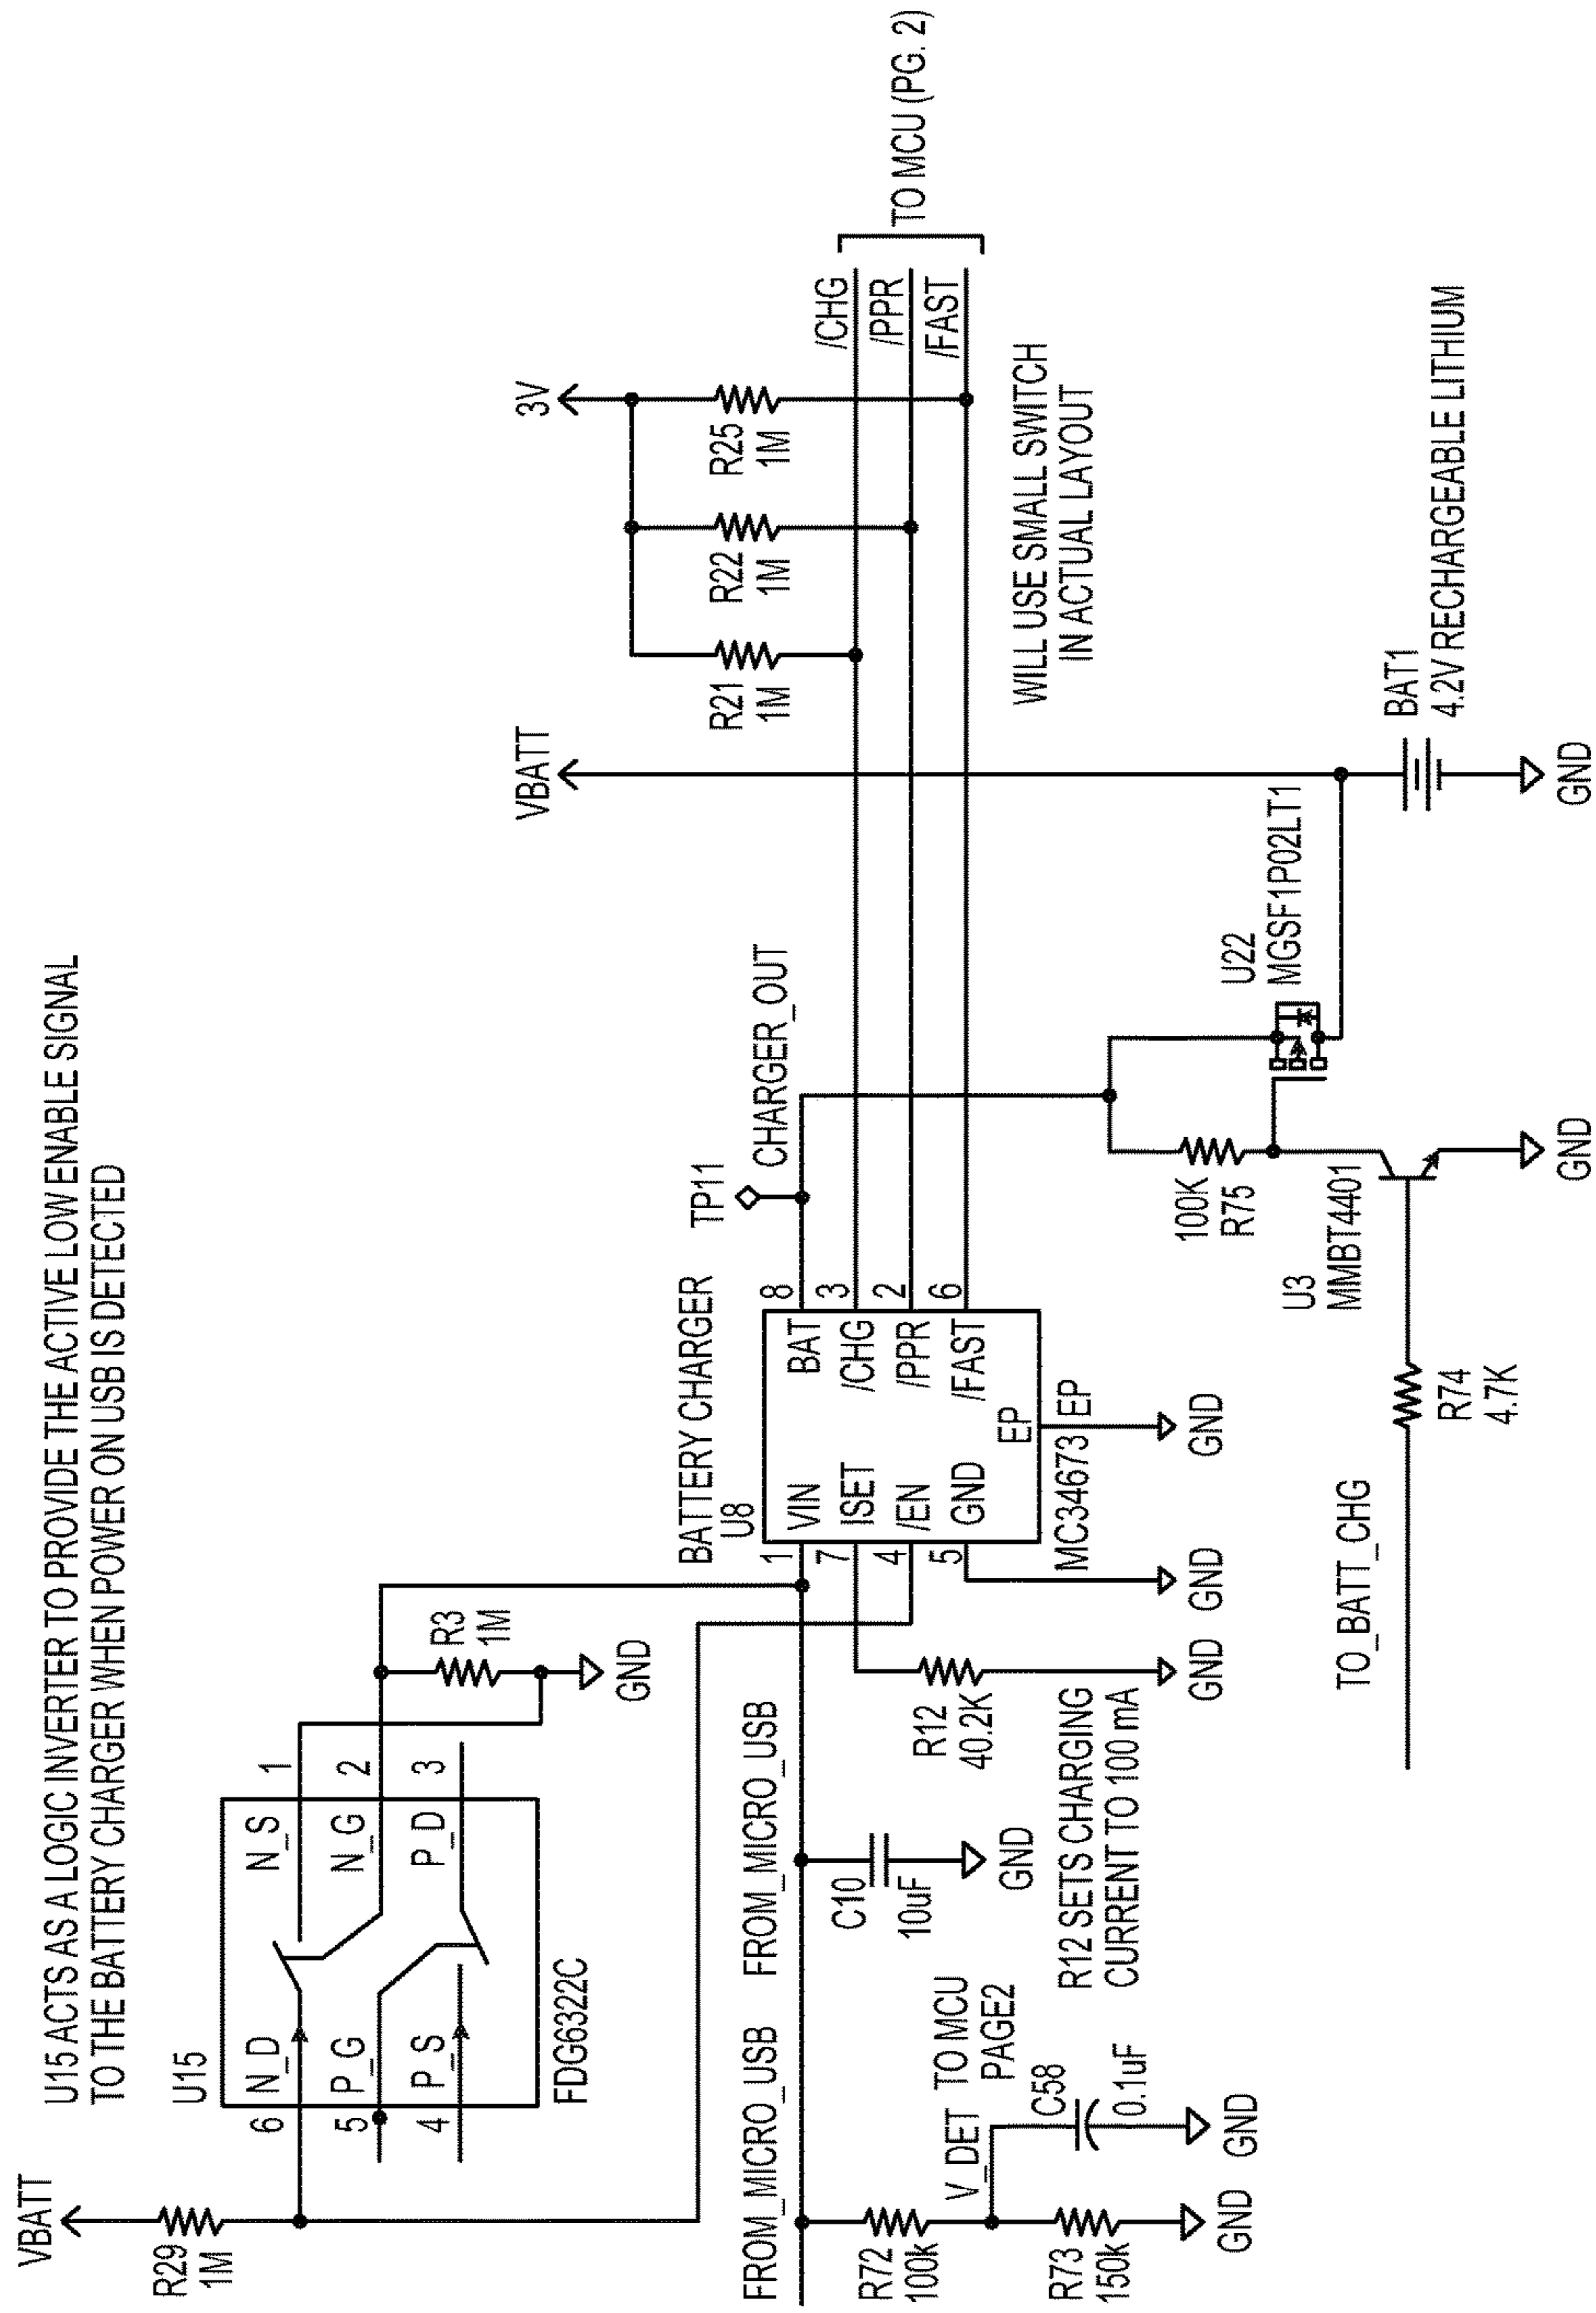 U15 ACTS AS A LOGIC INVERTER TO PROVIDE THE ACTIVE LOW ENABLE SIGNAL
TO THE BATTERY CHARGER WHEN POWER ON USB IS DETECTED
VBATT
R29
1M
U15
6
N_D
N_S
1
5
P_G
N_G
2
4
P_S
P_D
3
FDG6322C
R3
1M
GND
FROM_MICRO_USB
FROM_MICRO_USB
R72
100k
V_DET
TO MCU
PAGE2
R73
150k
GND
C58
0.1uF
GND
C10
10uF
GND
R12
40.2K
GND
R12 SETS CHARGING
CURRENT TO 100 mA
BATTERY CHARGER
U8
1
VIN
BAT
8
7
ISET
/CHG
3
4
/EN
/PPR
2
5
GND
/FAST
6
EP
MC34673
EP
GND
GND
TP11
CHARGER_OUT
VBATT
3V
R21
1M
R22
1M
R25
1M
/CHG
/PPR
/FAST
TO MCU (PG. 2)
WILL USE SMALL SWITCH
IN ACTUAL LAYOUT
100K
R75
U22
MGSF1P02LT1
U3
MMBT4401
TO_BATT_CHG
R74
4.7K
GND
BAT1
4.2V RECHARGEABLE LITHIUM
GND